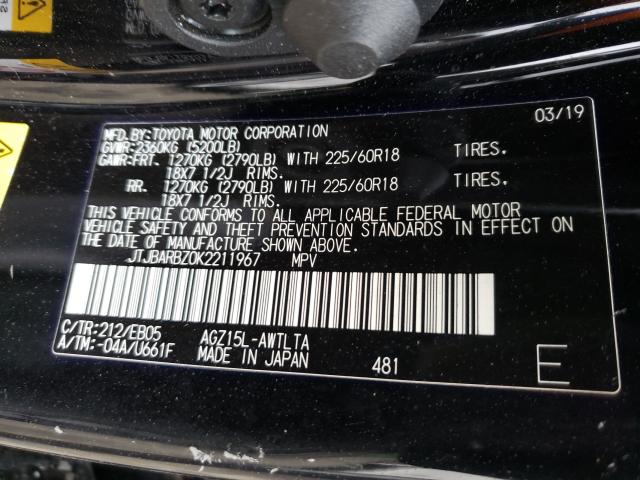 03/19
MFD.BY:TOYOTA MOTOR CORPORATION
GVWR:2360KG (5200LB)
GAWR:FRT. 1270KG (2790LB) WITH 225/60R18 TIRES.
18X7 1/2J RIMS.
RR. 1270KG (2790LB) WITH 225/60R18 TIRES.
18X7 1/2J RIMS.
THIS VEHICLE CONFORMS TO ALL APPLICABLE FEDERAL MOTOR
VEHICLE SAFETY AND THEFT PREVENTION STANDARDS IN EFFECT ON
THE DATE OF MANUFACTURE SHOWN ABOVE.
JTJBARBZ0K2211967 MPV
C/TR:212/EB05 AGZ15L-AWTLTA
A/TM:-04A/U661F MADE IN JAPAN 481 E